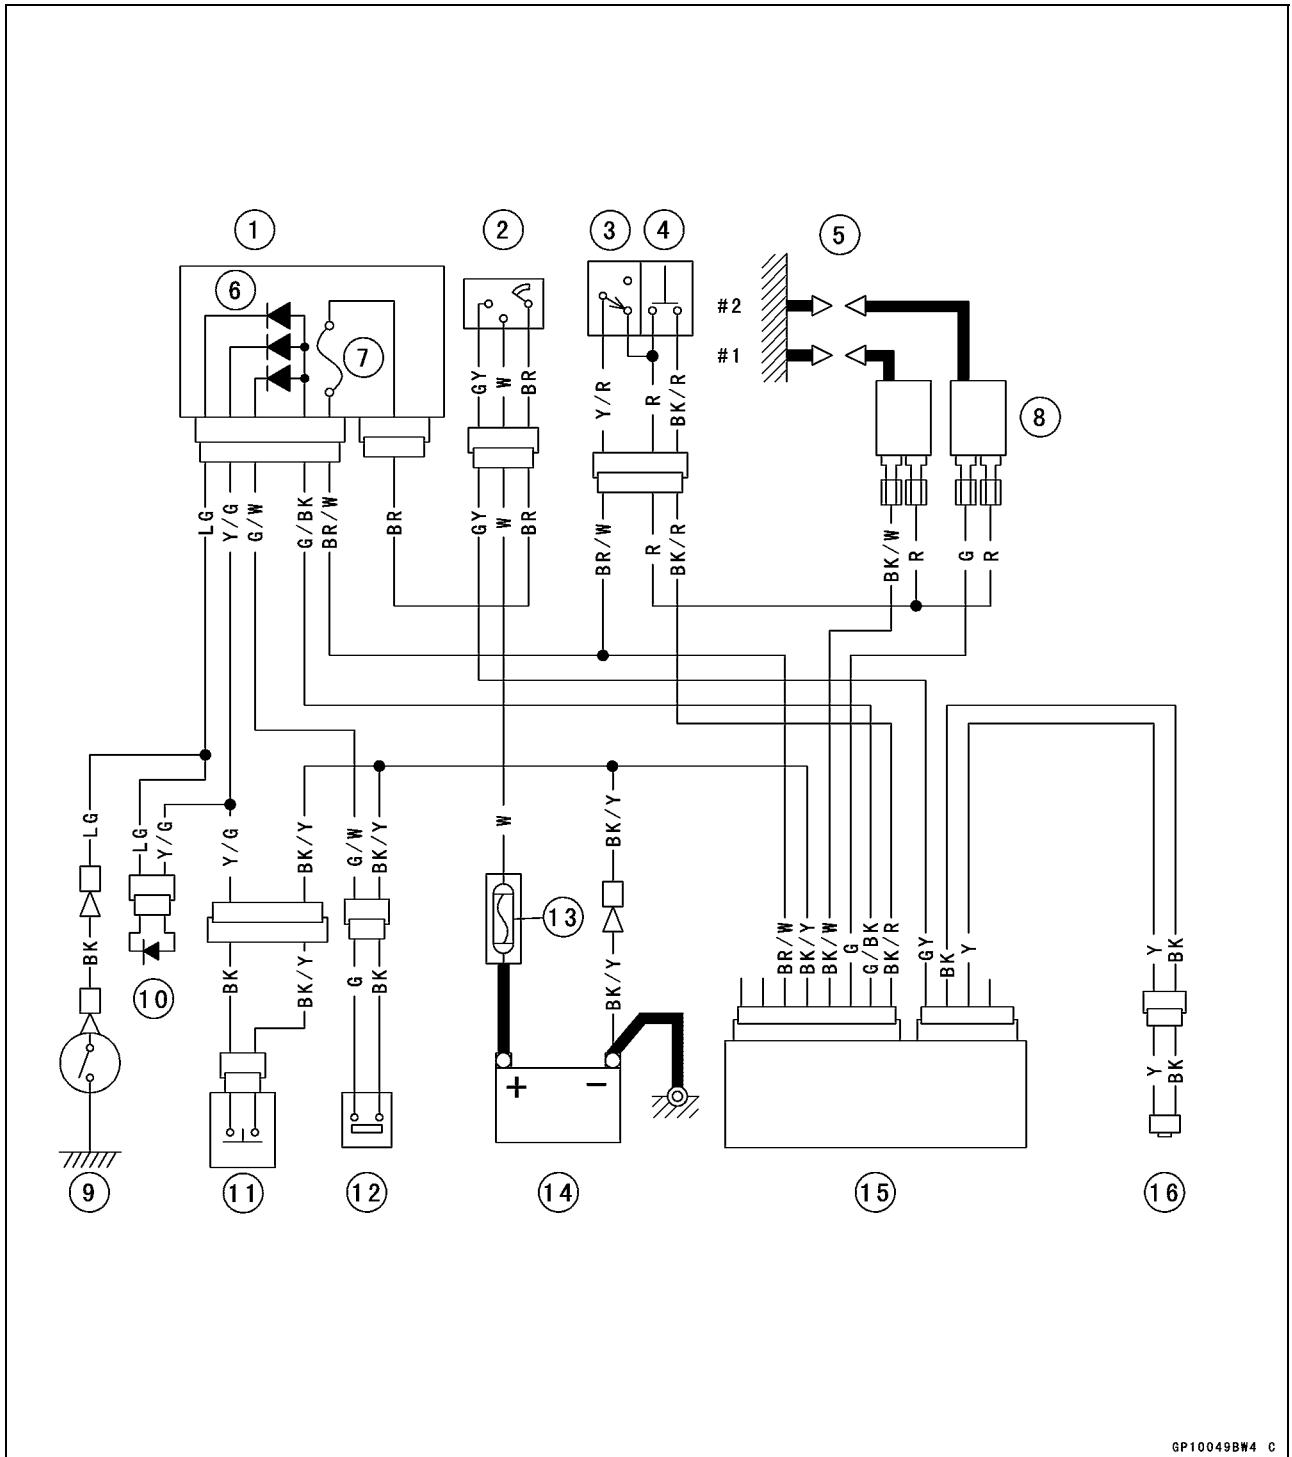 1
2
3
4
5
6
7
#2
#1
8
GY
W
BR
Y/R
R
BK/R
LG
Y/G
G/W
G/BK
BR/W
BR
GY
W
BR
BR/W
R
BK/R
BK/W
R
G
R
LG
LG
Y/G
Y/G
BK/Y
G/W
BK/Y
W
BK/Y
13
BK
BK
BK/Y
G
BK
BK/Y
BR/W
BK/Y
BK/W
G
G/BK
BK/R
GY
BK
Y
Y
BK
10
+
−
Y
BK
9
11
12
14
15
16
GP10049BW4 C